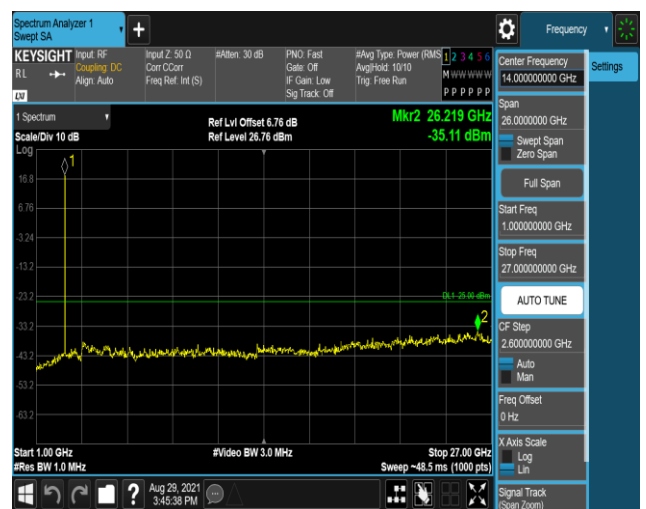 Spectrum Analyzer 1
Swept SA
Frequency
KEYSIGHT
RL
LXI
Input: RF
Coupling: DC
Align: Auto
Input Z: 50 Ω
Corr CCorr
Freq Ref: Int (S)
#Atten: 30 dB
PNO: Fast
Gate: Off
IF Gain: Low
Sig Track: Off
#Avg Type: Power (RMS
Avg|Hold: 10/10
Trig: Free Run
1 2 3 4 5 6
M W W W W W
P P P P P P
Center Frequency
14.000000000 GHz
Settings
Span
26.0000000 GHz
Swept Span
Zero Span
Full Span
Start Freq
1.000000000 GHz
Stop Freq
27.000000000 GHz
AUTO TUNE
CF Step
2.600000000 GHz
Auto
Man
Freq Offset
0 Hz
X Axis Scale
Log
Lin
Signal Track
(Span Zoom)
1 Spectrum
Scale/Div 10 dB
Log
Ref Lvl Offset 6.76 dB
Ref Level 26.76 dBm
Mkr2 26.219 GHz
-35.11 dBm
1
16.8
6.76
-3.24
-13.2
-23.2
DL1 -25.00 dBm
2
-33.2
-43.2
-53.2
-63.2
Start 1.00 GHz
#Res BW 1.0 MHz
#Video BW 3.0 MHz
Stop 27.00 GHz
Sweep ~48.5 ms (1000 pts)
Aug 29, 2021
3:45:38 PM